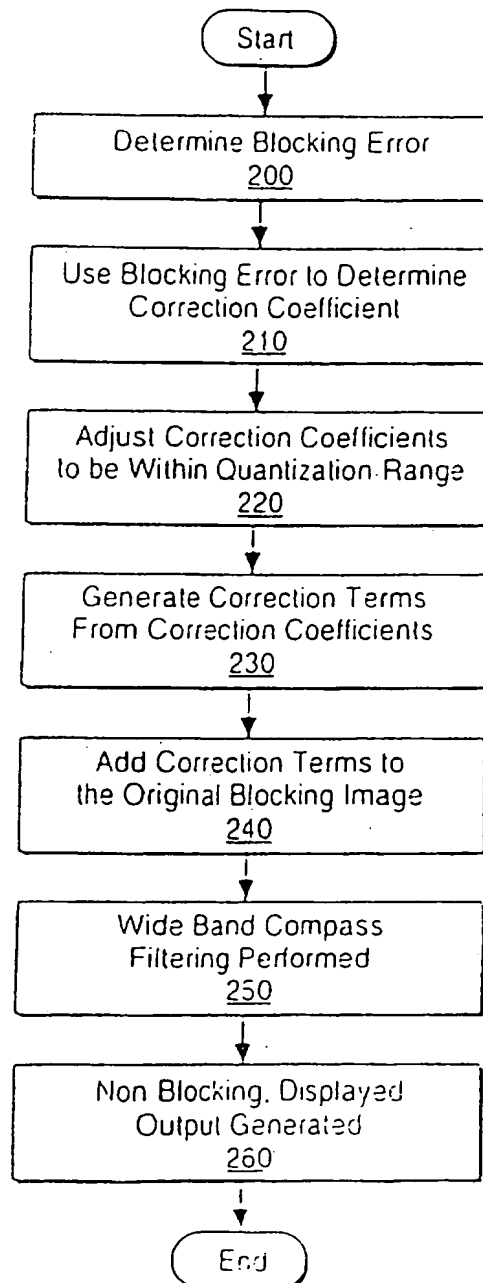 Start
Determine Blocking Error
200
Use Blocking Error to Determine
Correction Coefficient
210
Adjust Correction Coefficients
to be Within Quantization Range
220
Generate Correction Terms
From Correction Coefficients
230
Add Correction Terms to
the Original Blocking Image
240
Wide Band Compass
Filtering Performed
250
Non Blocking, Displayed
Output Generated
260
End